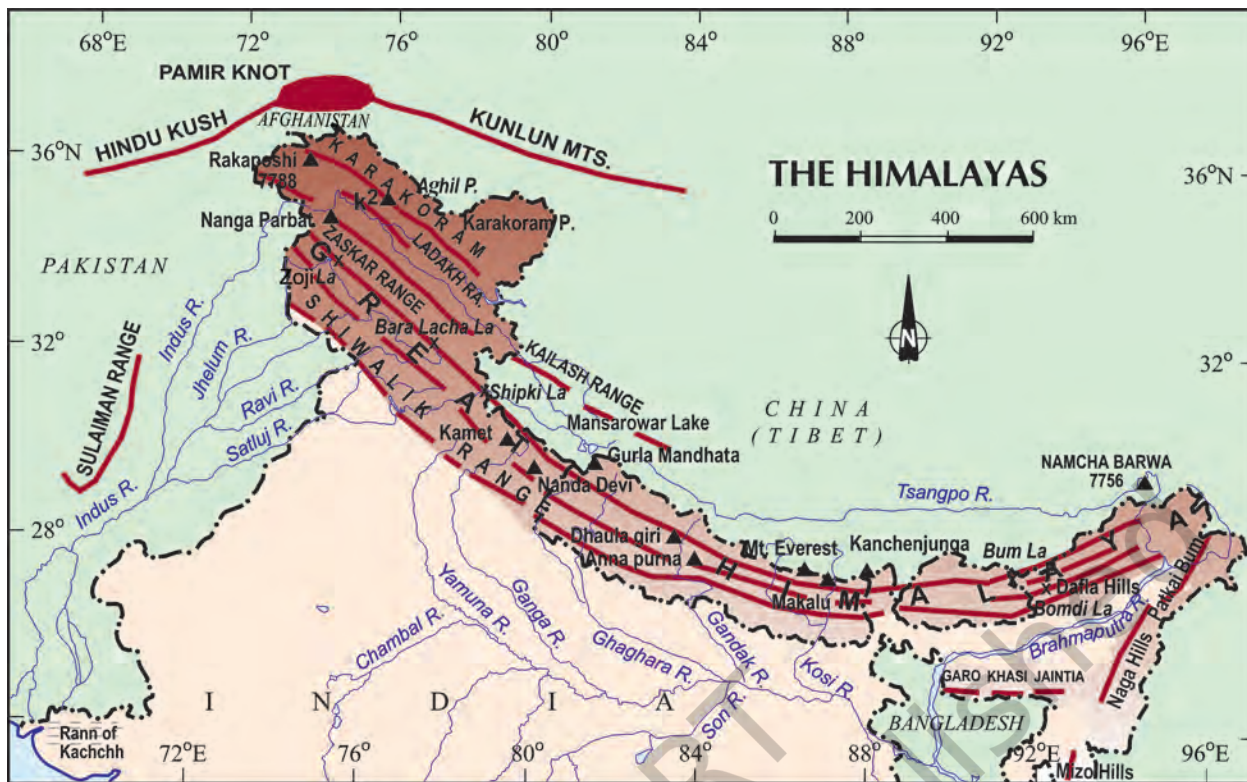 68°E
72°
76°
80°
84°
88°E
92°E
96°E
PAMIR KNOT
AFGHANISTAN
HINDU KUSH
KUNLUN MTS.
36°N
36°N
THE HIMALAYAS
0 200 400 600 km
KARAKORAM
Rakaposhi
7788
Aghil P.
K2
Nanga Parbat
Karakoram P.
LADAKH RA.
ZASKAR RANGE
PAKISTAN
Zoji La
GREAT HIMALAYA
SHIWALIK RANGE
Bara Lacha La
N
Indus R.
Jhelum R.
32°
32°
KAILASH RANGE
Shipki La
CHINA
(TIBET)
SULAIMAN RANGE
Ravi R.
Satluj R.
Mansarowar Lake
Kamet
Gurla Mandhata
NAMCHA BARWA
7756
Nanda Devi
Tsangpo R.
Indus R.
28°
28°
Dhaula giri
Anna purna
Mt. Everest
Kanchenjunga
Bum La
Makalu
x Dafla Hills
Bomdi La
Patkai Bum
Brahmaputra R.
Yamuna R.
Ganga R.
Chambal R.
Ghaghara R.
Gandak R.
Kosi R.
Son R.
Naga Hills
GARO KHASI JAINTIA
INDIA
BANGLADESH
Rann of
Kachchh
Mizo Hills
72°E
76°
80°E
84°
88°
92°E
96°E